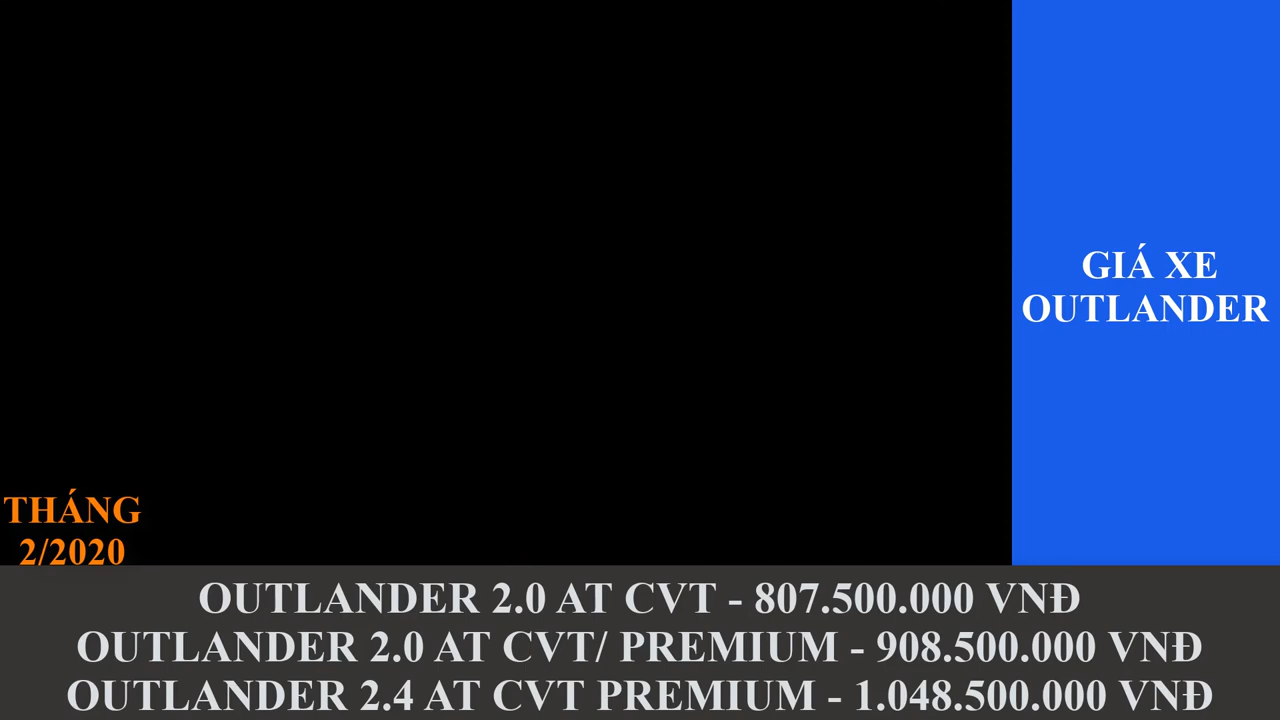 GIÁ XE
OUTLANDER
THÁNG
2/2020
OUTLANDER 2.0 AT CVT - 807.500.000 VNĐ
OUTLANDER 2.0 AT CVT/ PREMIUM - 908.500.000 VNĐ
OUTLANDER 2.4 AT CVT PREMIUM - 1.048.500.000 VNĐ